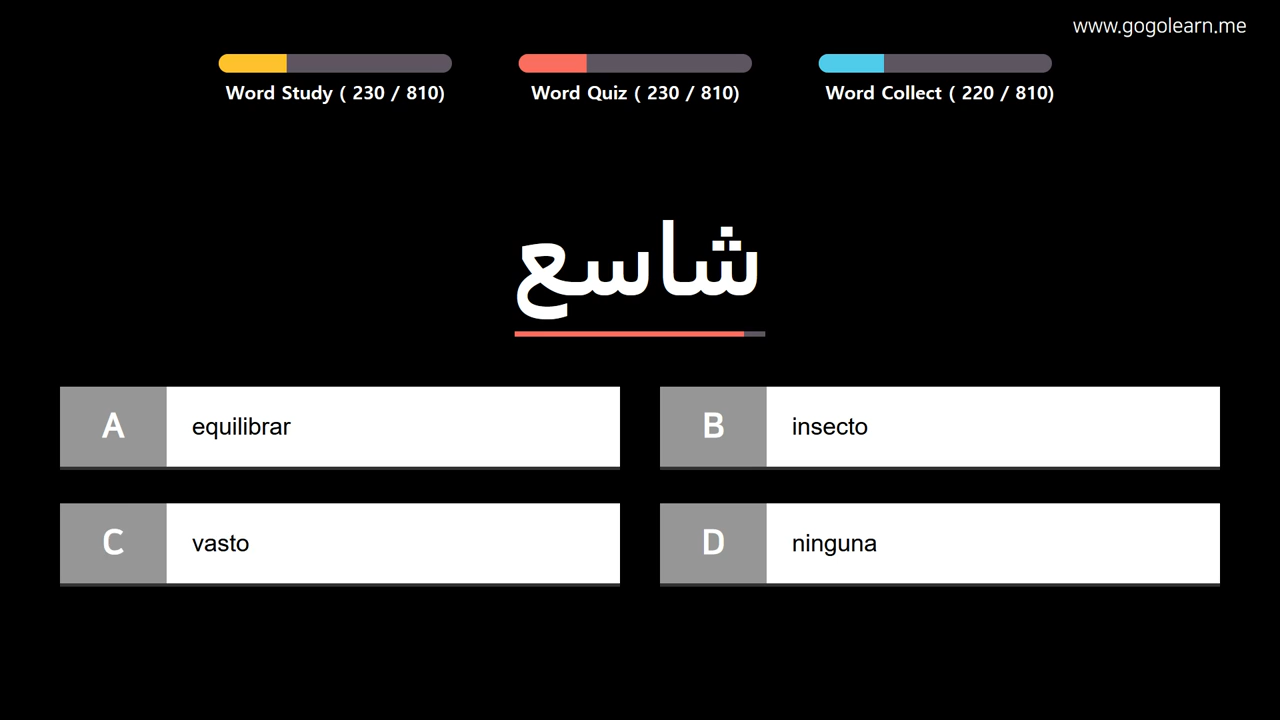 www.gogolearn.me
Word Study ( 230 / 810)
Word Quiz ( 230 / 810)
Word Collect ( 220 / 810)
شاسع
A equilibrar
B insecto
C vasto
D ninguna